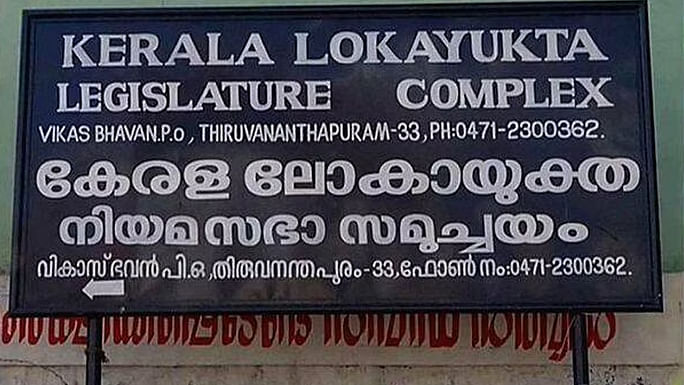 KERALA LOKAYUKTA
LEGISLATURE COMPLEX
VIKAS BHAVAN.P.o , THIRUVANANTHAPURAM-33,PH:0471-2300362.
കേരള ലോകായുക്ത
നിയമസഭാ സമുച്ചയം
വികാസ് ഭവൻ പി.ഒ ,തിരുവനന്തപുരം-33,ഫോൺ നം:0471-2300362.